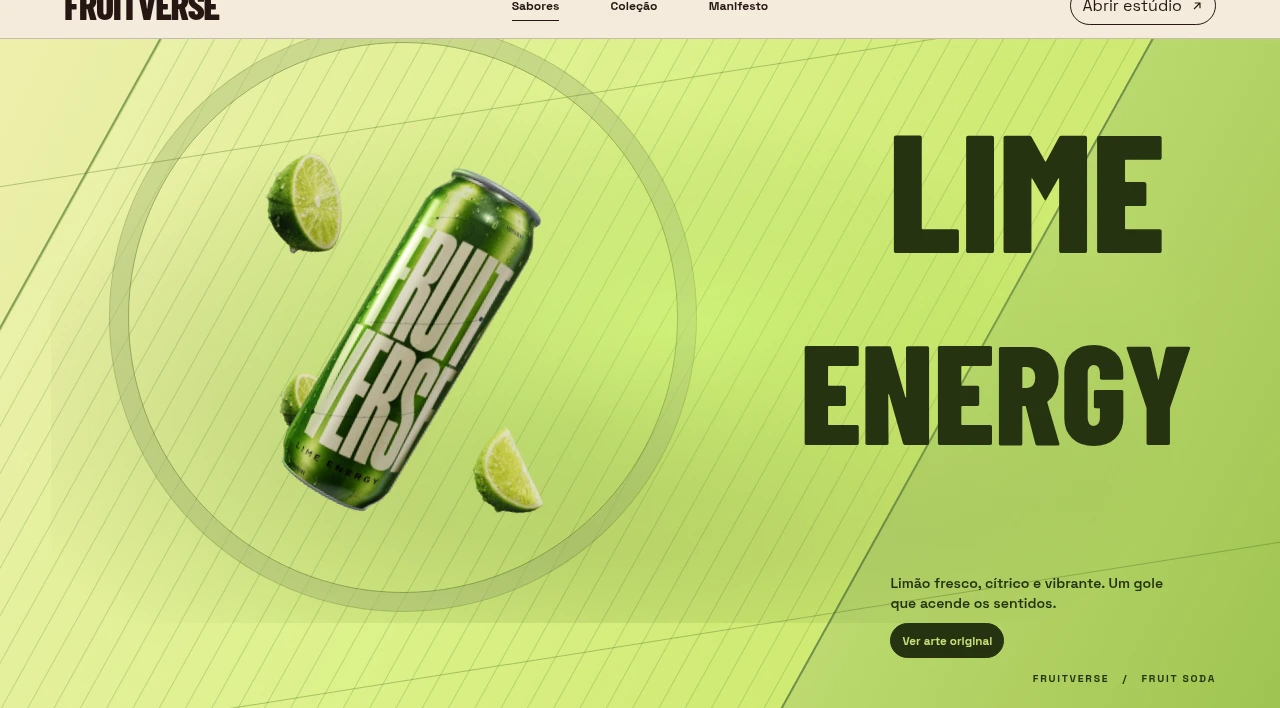 FRUITVERSE
Sabores
Coleção
Manifesto
Abrir estúdio
LIME
ENERGY
FRUIT
VERSE
LIME ENERGY
Limão fresco, cítrico e vibrante. Um gole
que acende os sentidos.
Ver arte original
FRUITVERSE / FRUIT SODA